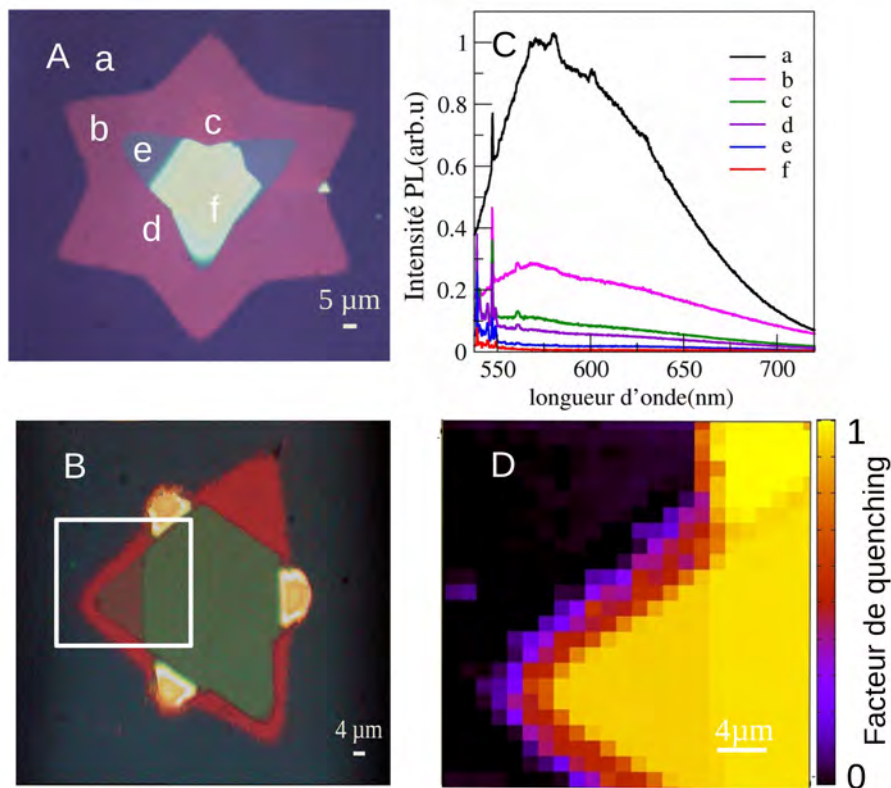 A
a
b
c
e
f
d
5 µm
C
Intensité PL(arb.u)
1
0.8
0.6
0.4
0.2
0
550
600
650
700
longueur d'onde(nm)
a
b
c
d
e
f
B
4 µm
D
4µm
1
0
Facteur de quenching